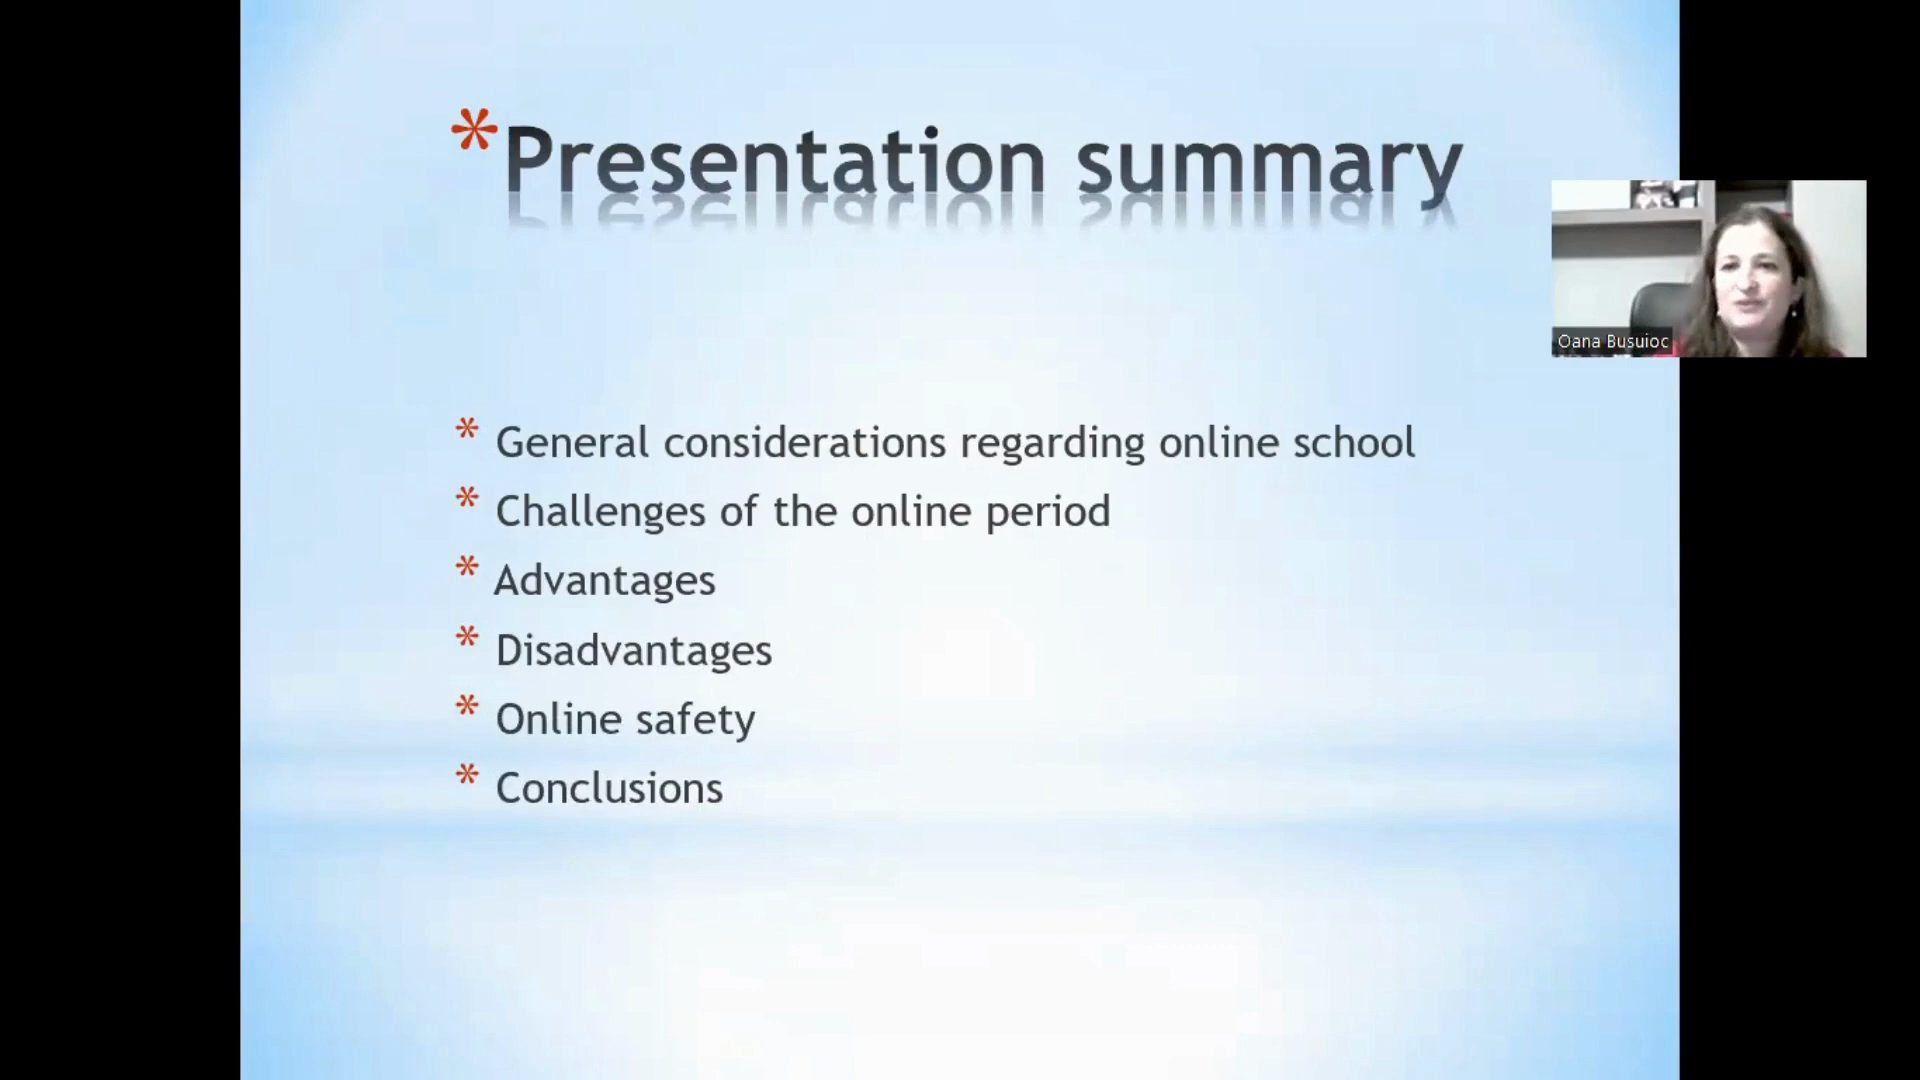 *Presentation summary
Oana Busuioc
* General considerations regarding online school
* Challenges of the online period
* Advantages
* Disadvantages
* Online safety
* Conclusions